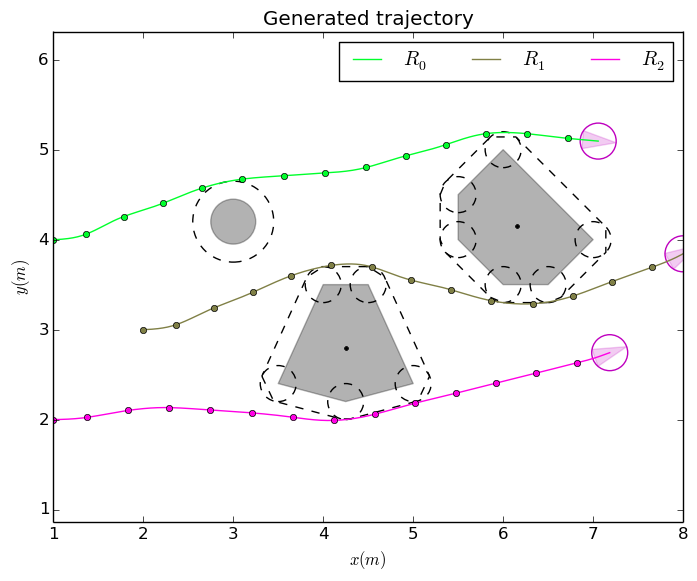 Generated trajectory
R₀ R₁ R₂
6
5
4
3
2
1
y(m)
1 2 3 4 5 6 7 8
x(m)